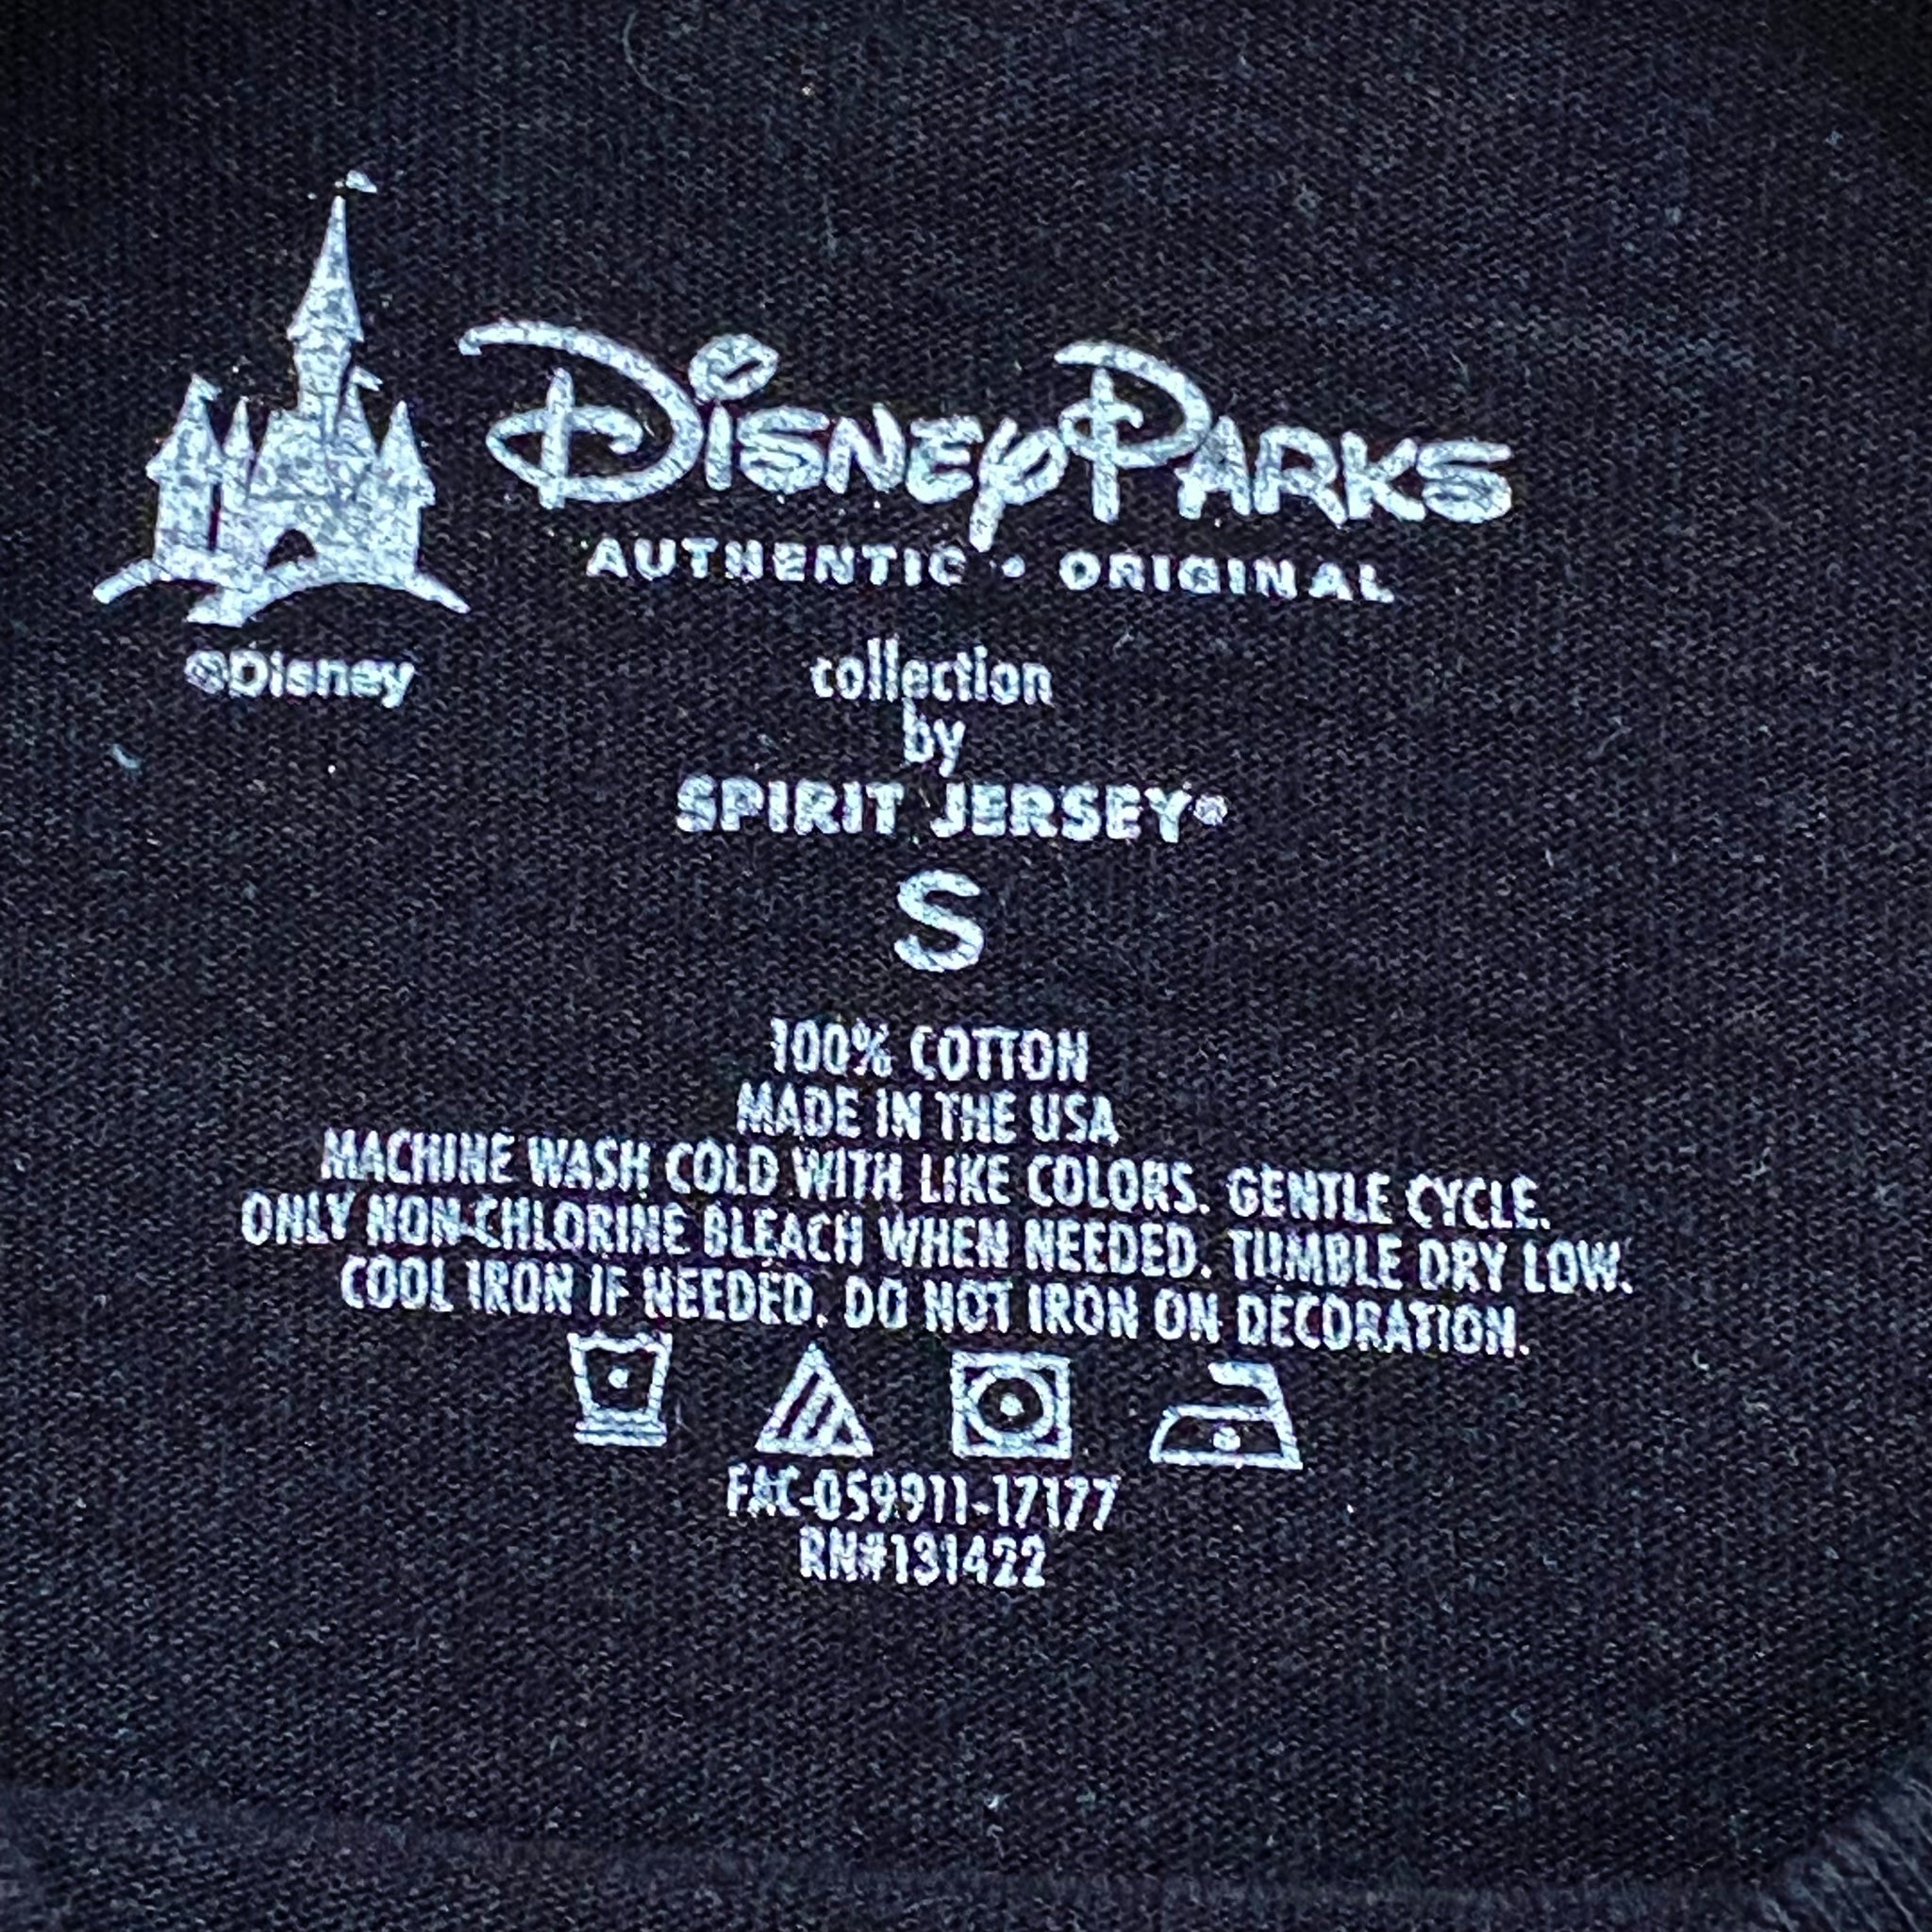 DISNEY PARKS
AUTHENTIC • ORIGINAL
©Disney
collection
by
SPIRIT JERSEY®
S
100% COTTON
MADE IN THE USA
MACHINE WASH COLD WITH LIKE COLORS. GENTLE CYCLE.
ONLY NON-CHLORINE BLEACH WHEN NEEDED. TUMBLE DRY LOW.
COOL IRON IF NEEDED. DO NOT IRON ON DECORATION.
FAC-059911-17177
RN#131422